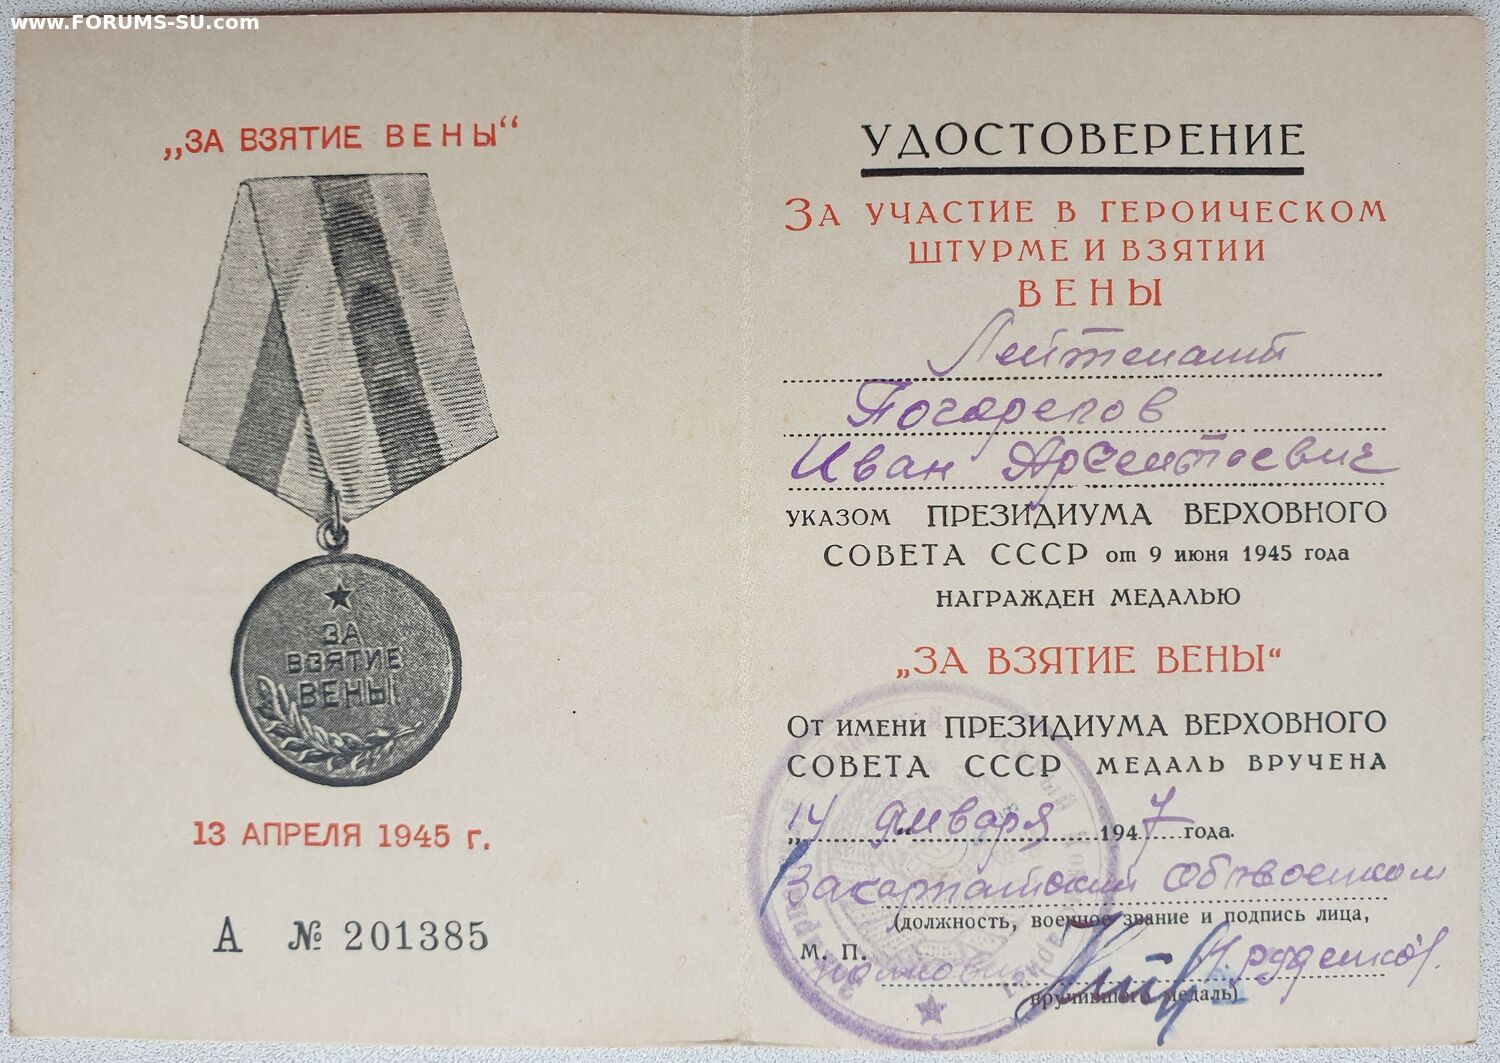 www.FORUMS-SU.com
„ЗА ВЗЯТИЕ ВЕНЫ“
ЗА
ВЗЯТИЕ
ВЕНЫ
13 АПРЕЛЯ 1945 г.
А № 201385
УДОСТОВЕРЕНИЕ
ЗА УЧАСТИЕ В ГЕРОИЧЕСКОМ
ШТУРМЕ И ВЗЯТИИ
ВЕНЫ
Лейтенант
Погорелов
Иван Арсентьевич
УКАЗОМ ПРЕЗИДИУМА ВЕРХОВНОГО
СОВЕТА СССР от 9 июня 1945 года
НАГРАЖДЕН МЕДАЛЬЮ
„ЗА ВЗЯТИЕ ВЕНЫ“
ОТ ИМЕНИ ПРЕЗИДИУМА ВЕРХОВНОГО
СОВЕТА СССР МЕДАЛЬ ВРУЧЕНА
„14 января 1947 года.
Закарпатский Облвоенком
(должность, военное звание и подпись лица,
М. П. полковник Руденко
вручившего медаль)